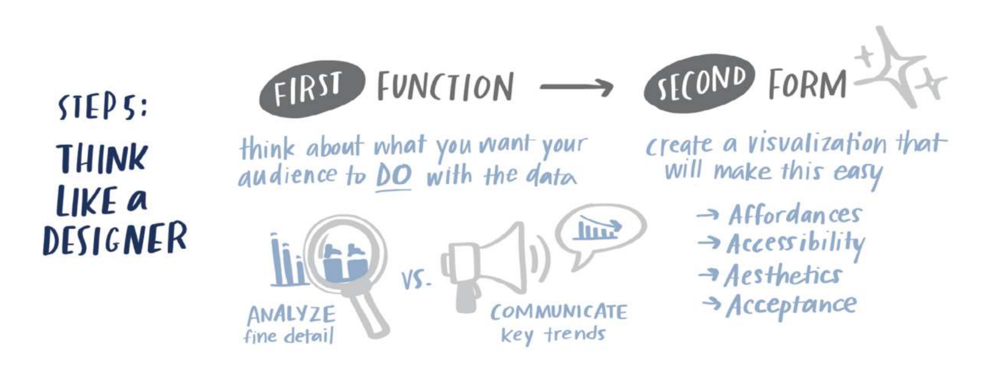 STEP 5:
THINK
LIKE a
DESIGNER
FIRST FUNCTION → SECOND FORM
think about what you want your
audience to DO with the data
create a visualization that
will make this easy
VS.
ANALYZE
fine detail
COMMUNICATE
key trends
→ Affordances
→ Accessibility
→ Aesthetics
→ Acceptance